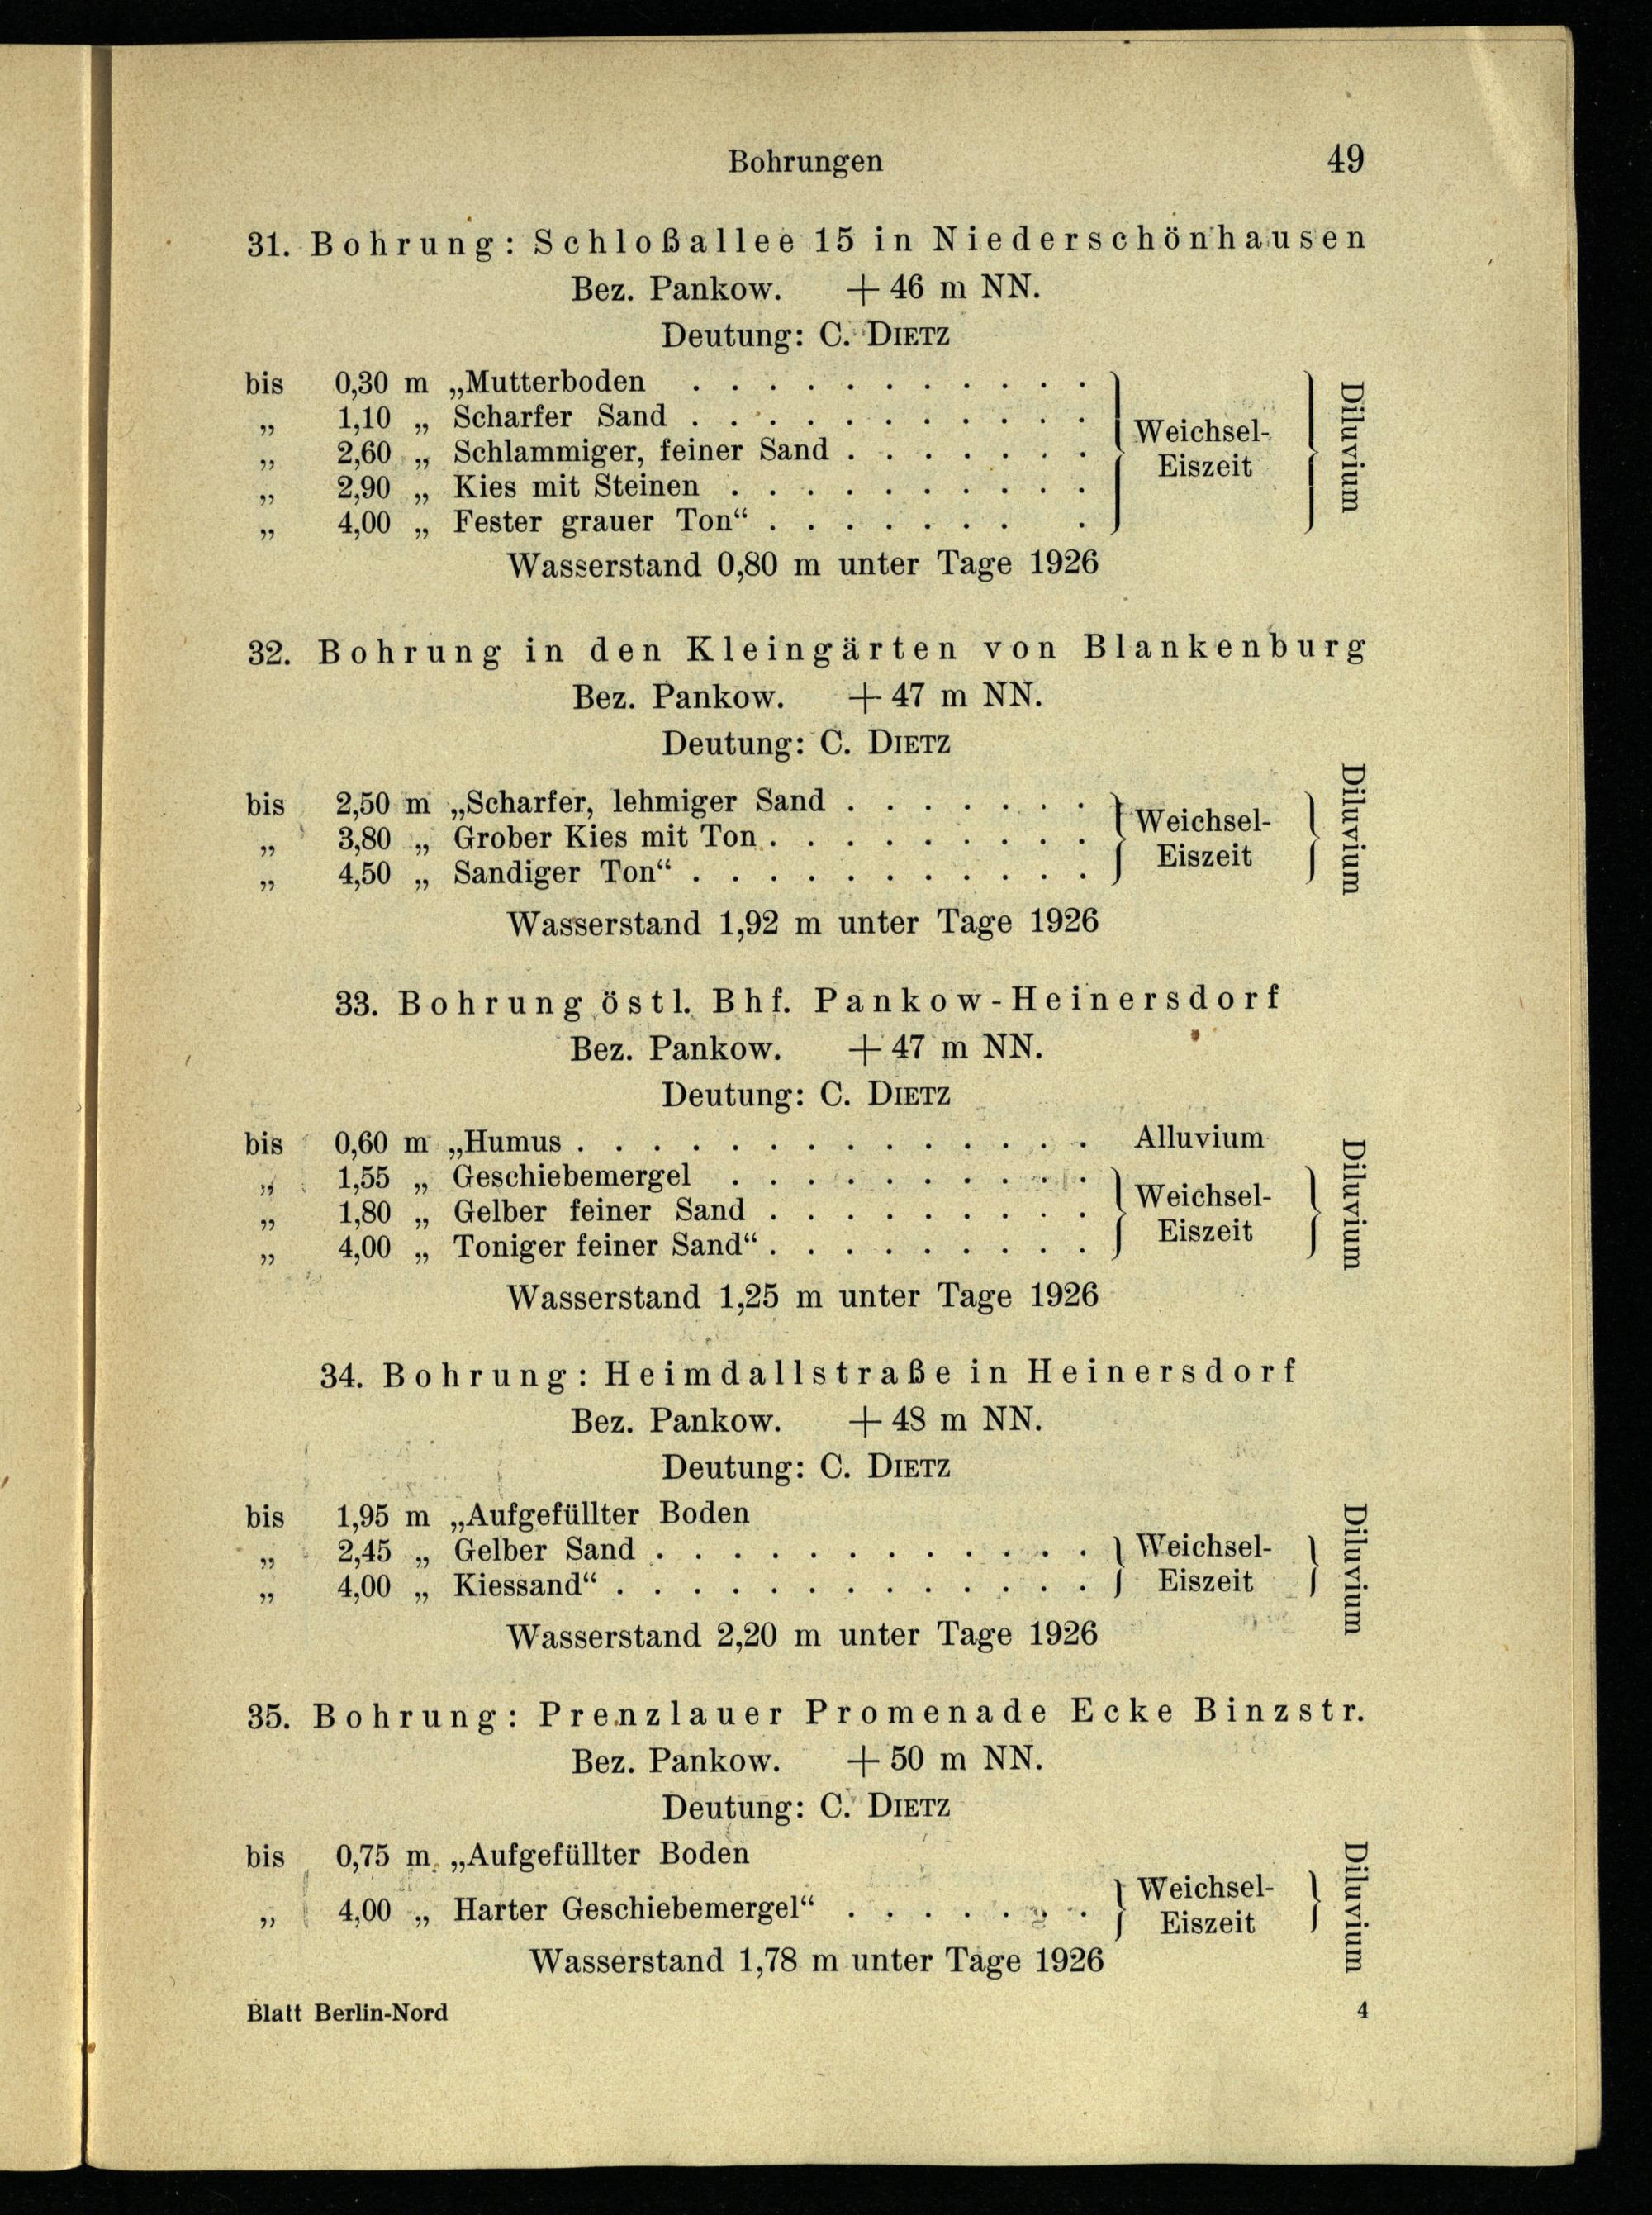 Bohrungen 49
31. Bohrung: Schloßallee 15 in Niederschönhausen
Bez. Pankow. + 46 m NN.
Deutung: C. DIETZ
bis 0,30 m „Mutterboden . . . . . . . . . . .
„ 1,10 „ Scharfer Sand . . . . . . . . . . .
„ 2,60 „ Schlammiger, feiner Sand . . . . . . .
„ 2,90 „ Kies mit Steinen . . . . . . . . . .
„ 4,00 „ Fester grauer Ton“ . . . . . . . .
Weichsel-
Eiszeit
Diluvium
Wasserstand 0,80 m unter Tage 1926
32. Bohrung in den Kleingärten von Blankenburg
Bez. Pankow. + 47 m NN.
Deutung: C. DIETZ
bis 2,50 m „Scharfer, lehmiger Sand . . . . . . .
„ 3,80 „ Grober Kies mit Ton . . . . . . . . .
„ 4,50 „ Sandiger Ton“ . . . . . . . . . . .
Weichsel-
Eiszeit
Diluvium
Wasserstand 1,92 m unter Tage 1926
33. Bohrung östl. Bhf. Pankow-Heinersdorf
Bez. Pankow. + 47 m NN.
Deutung: C. DIETZ
bis 0,60 m „Humus . . . . . . . . . . . . . . Alluvium
„ 1,55 „ Geschiebemergel . . . . . . . . . .
„ 1,80 „ Gelber feiner Sand . . . . . . . . .
„ 4,00 „ Toniger feiner Sand“ . . . . . . . . .
Weichsel-
Eiszeit
Diluvium
Wasserstand 1,25 m unter Tage 1926
34. Bohrung: Heimdallstraße in Heinersdorf
Bez. Pankow. + 48 m NN.
Deutung: C. DIETZ
bis 1,95 m „Aufgefüllter Boden
„ 2,45 „ Gelber Sand . . . . . . . . . . . .
„ 4,00 „ Kiessand“ . . . . . . . . . . . . .
Weichsel-
Eiszeit
Diluvium
Wasserstand 2,20 m unter Tage 1926
35. Bohrung: Prenzlauer Promenade Ecke Binzstr.
Bez. Pankow. + 50 m NN.
Deutung: C. DIETZ
bis 0,75 m „Aufgefüllter Boden
„ 4,00 „ Harter Geschiebemergel“ . . . . . . .
Weichsel-
Eiszeit
Diluvium
Wasserstand 1,78 m unter Tage 1926
Blatt Berlin-Nord 4